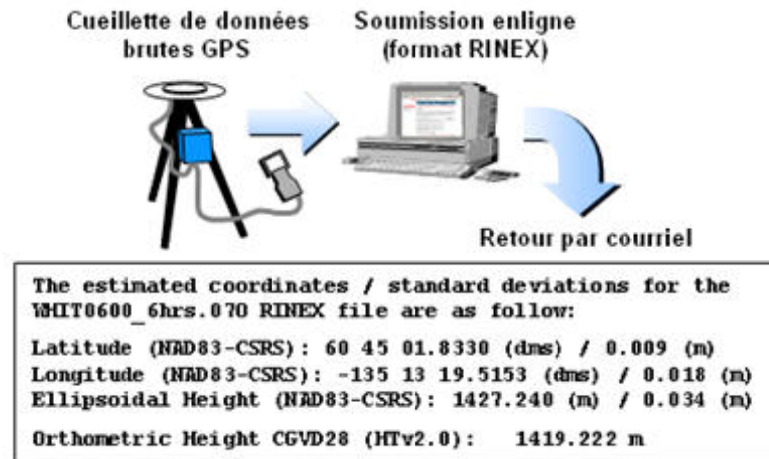 Cueillette de données
brutes GPS
Soumission enligne
(format RINEX)
Retour par courriel
The estimated coordinates / standard deviations for the
WHIT0600_6hrs.07O RINEX file are as follow:
Latitude (NAD83-CSRS): 60 45 01.8330 (dms) / 0.009 (m)
Longitude (NAD83-CSRS): -135 13 19.5153 (dms) / 0.018 (m)
Ellipsoidal Height (NAD83-CSRS): 1427.240 (m) / 0.034 (m)
Orthometric Height CGVD28 (HTv2.0): 1419.222 m